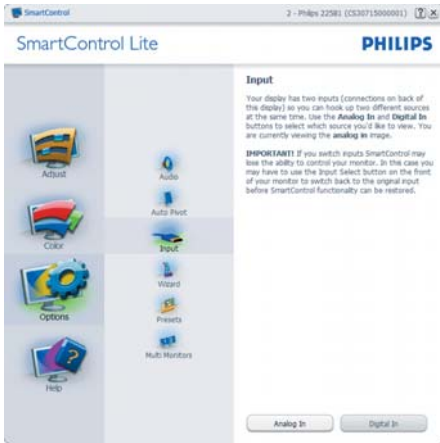 SmartControl
2 - Philips 225B1 (CS30715000001)
SmartControl Lite
PHILIPS
Adjust
Color
Options
Help
Audio
Auto Pivot
Input
Wizard
Presets
Multi Monitors
Input
Your display has two inputs (connections on back of
the display) so you can hook up two different sources
at the same time. Use the Analog In and Digital In
buttons to select which source you'd like to view. You
are currently viewing the analog in image.
IMPORTANT! If you switch inputs SmartControl may
lose the ability to control your monitor. In this case you
may have to use the Input Select button on the front
of your monitor to switch back to the original input
before SmartControl functionality can be restored.
Analog In
Digital In